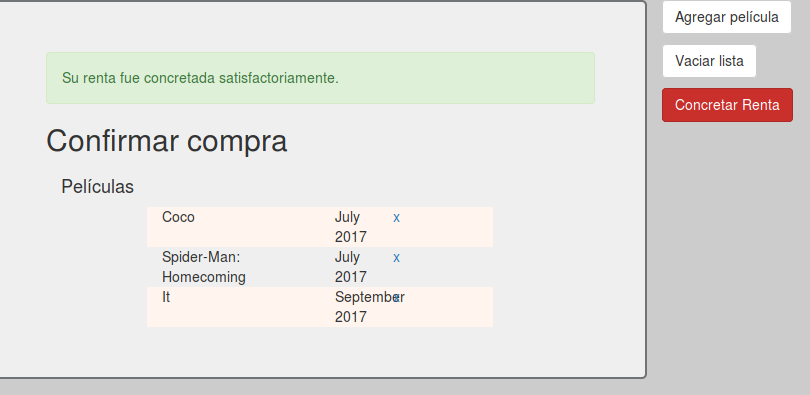 Agregar película
Vaciar lista
Concretar Renta
Su renta fue concretada satisfactoriamente.
Confirmar compra
Películas
Coco July x
2017
Spider-Man: July x
Homecoming 2017
It September x
2017